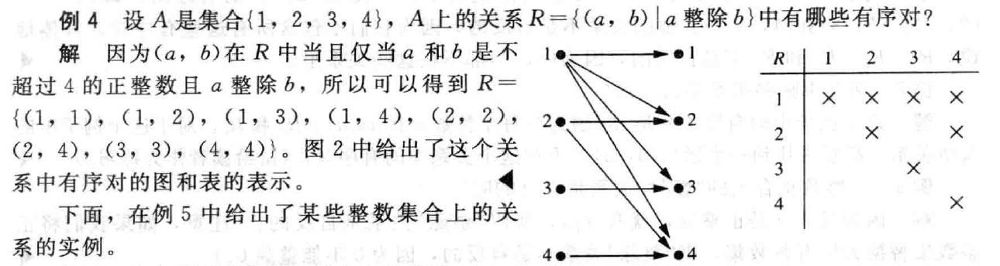 例 4 设 A 是集合{1，2，3，4}，A 上的关系 R＝{(a，b)|a 整除 b}中有哪些有序对？
解 因为(a，b)在 R 中当且仅当 a 和 b 是不
超过 4 的正整数且 a 整除 b，所以可以得到 R＝
{(1，1)，(1，2)，(1，3)，(1，4)，(2，2)，
(2，4)，(3，3)，(4，4)}。图 2 中给出了这个关
系中有序对的图和表的表示。
下面，在例 5 中给出了某些整数集合上的关
系的实例。
1 1
2 2
3 3
4 4
R 1 2 3 4
1 × × × ×
2 × ×
3 ×
4 ×